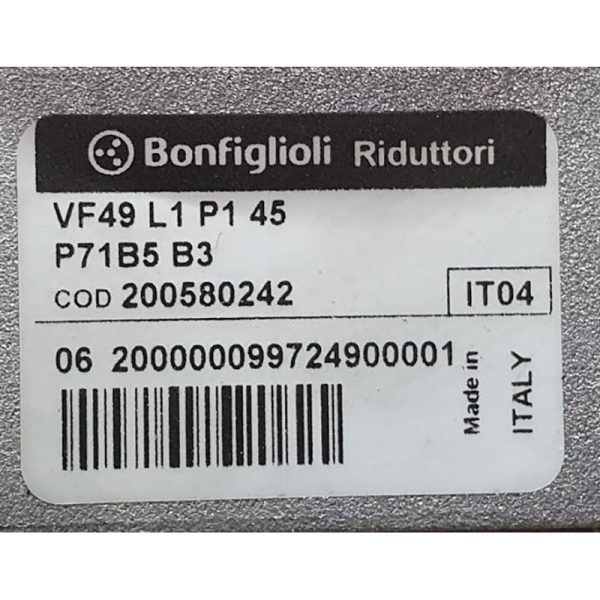 Bonfiglioli Riduttori
VF49 L1 P1 45
P71B5 B3
COD 200580242
IT04
06 200000099724900001
Made in
ITALY